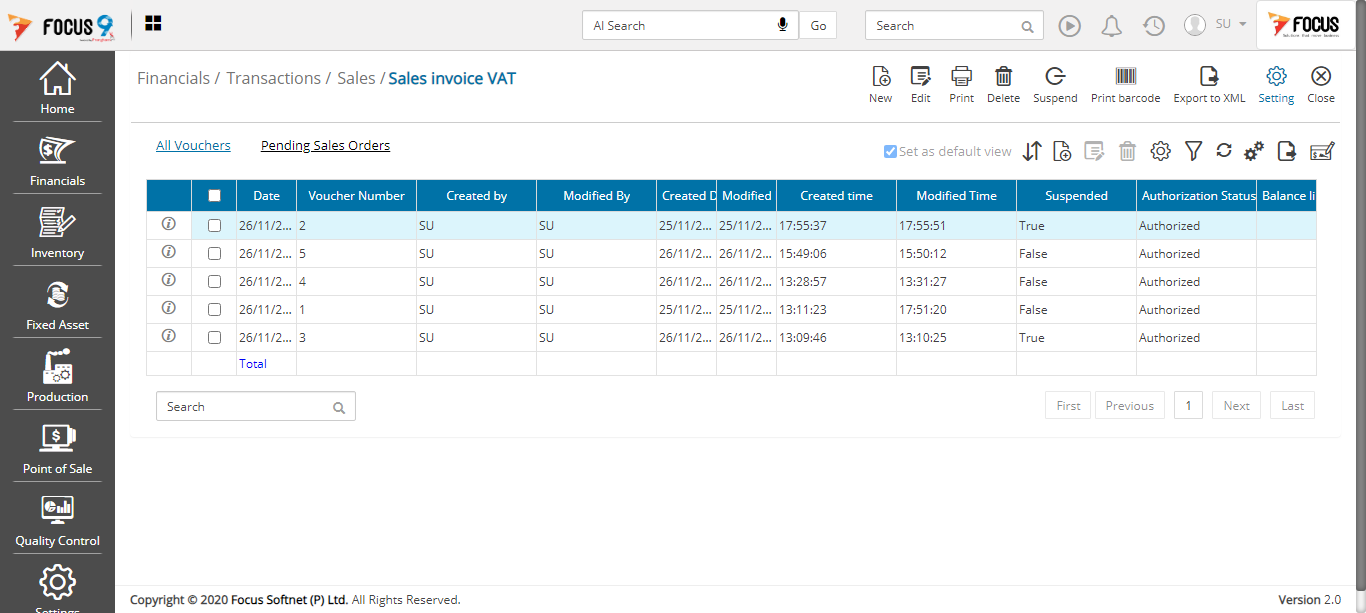 FOCUS 9
AI Search
Go
Search
SU
FOCUS
Home
Financials
Inventory
Fixed Asset
Production
Point of Sale
Quality Control
Settings
Financials / Transactions / Sales / Sales invoice VAT
New Edit Print Delete Suspend Print barcode Export to XML Setting Close
All Vouchers Pending Sales Orders
Set as default view
Date Voucher Number Created by Modified By Created D Modified Created time Modified Time Suspended Authorization Status Balance li
26/11/2... 2 SU SU 25/11/2... 25/11/2... 17:55:37 17:55:51 True Authorized
26/11/2... 5 SU SU 26/11/2... 26/11/2... 15:49:06 15:50:12 False Authorized
26/11/2... 4 SU SU 26/11/2... 26/11/2... 13:28:57 13:31:27 False Authorized
26/11/2... 1 SU SU 25/11/2... 25/11/2... 13:11:23 17:51:20 False Authorized
26/11/2... 3 SU SU 26/11/2... 26/11/2... 13:09:46 13:10:25 True Authorized
Total
Search
First Previous 1 Next Last
Copyright © 2020 Focus Softnet (P) Ltd. All Rights Reserved.
Version 2.0